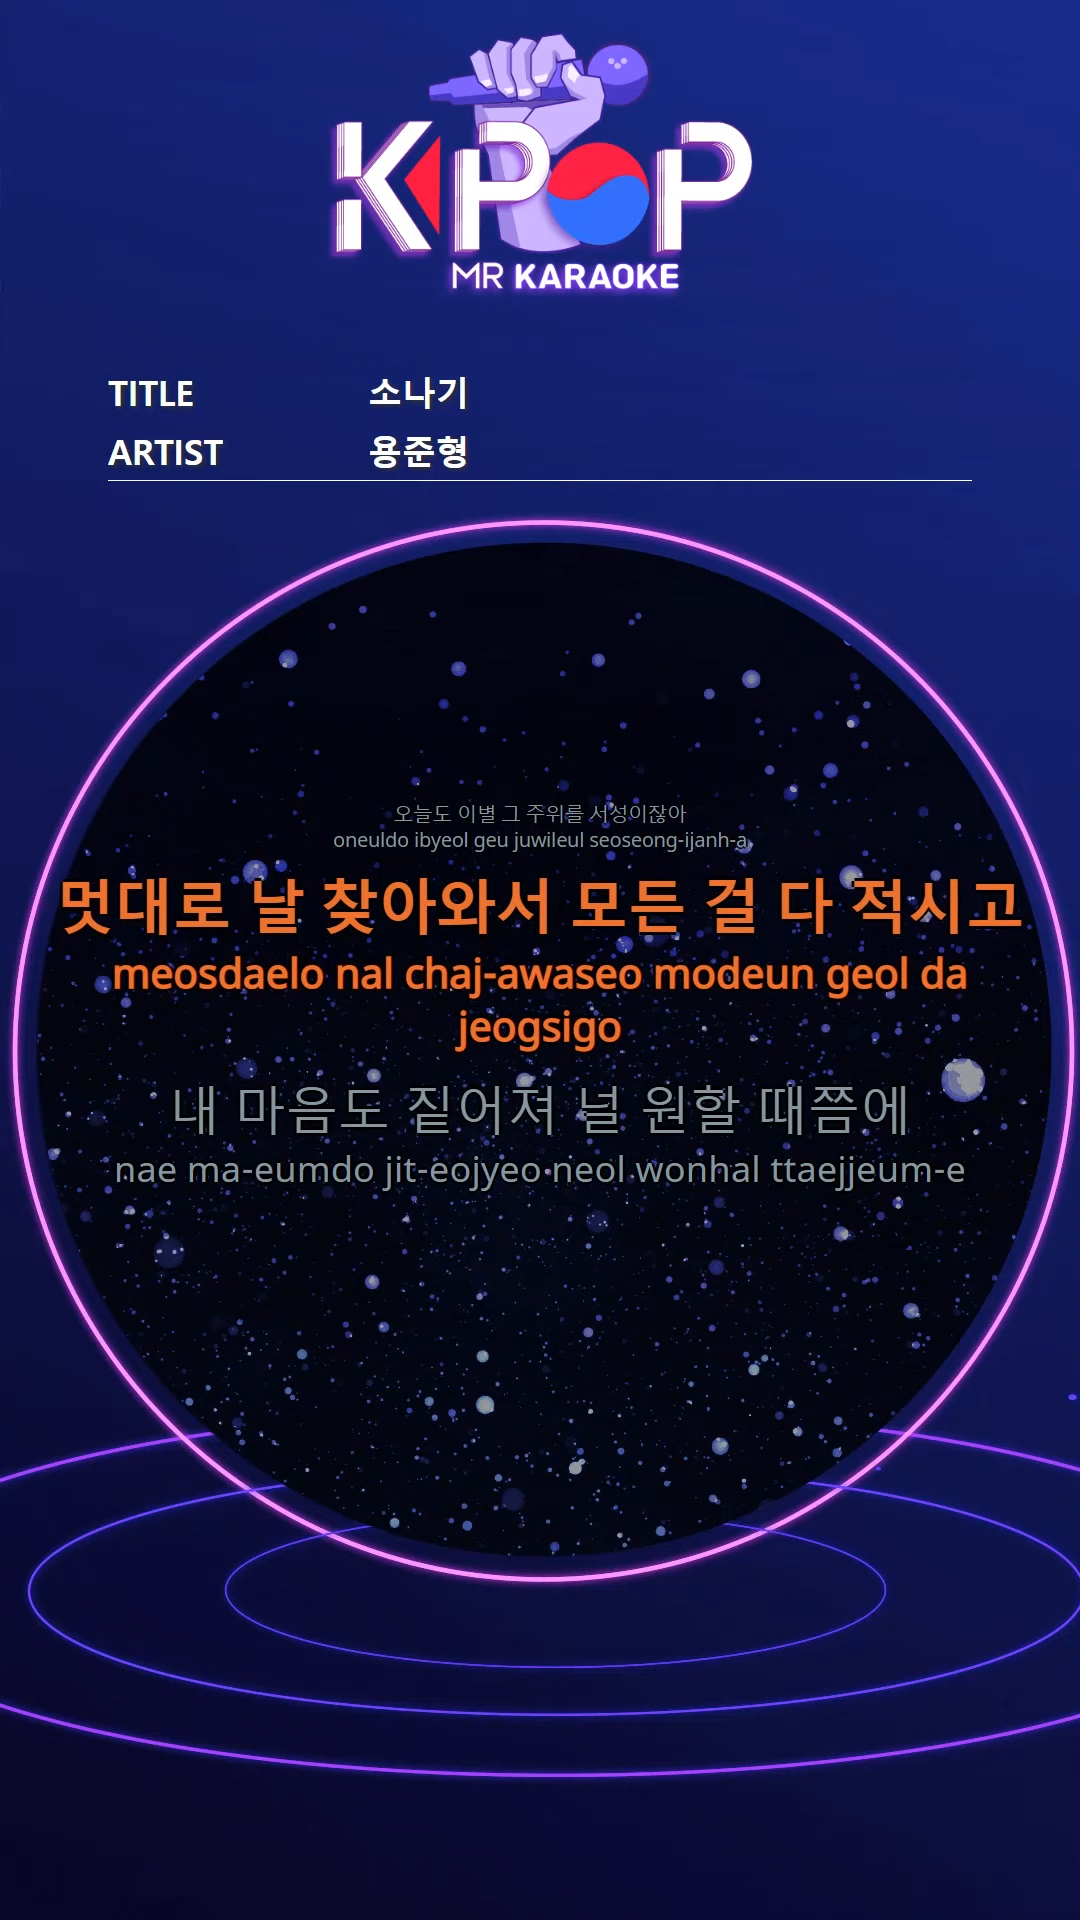 KPOP
MR KARAOKE
TITLE 소나기
ARTIST 용준형
오늘도 이별 그 주위를 서성이잖아
oneuldo ibyeol geu juwileul seoseong-ijanh-a
멋대로 날 찾아와서 모든 걸 다 적시고
meosdaelo nal chaj-awaseo modeun geol da
jeogsigo
내 마음도 짙어져 널 원할 때쯤에
nae ma-eumdo jit-eojyeo neol wonhal ttaejjeum-e